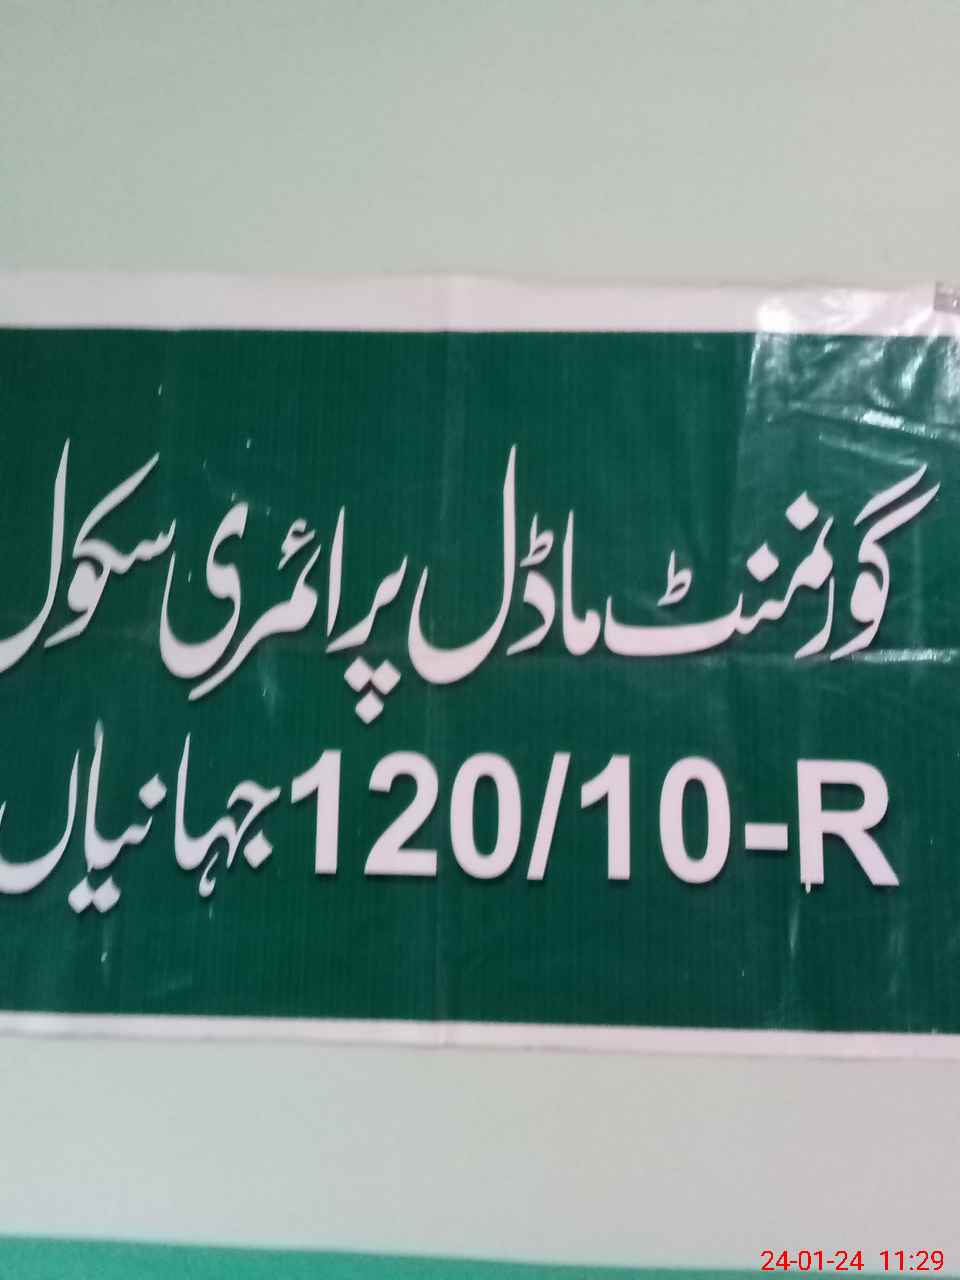 گورنمنٹ ماڈل پرائمری سکول
120/10-R جہانیاں
24-01-24 11:29